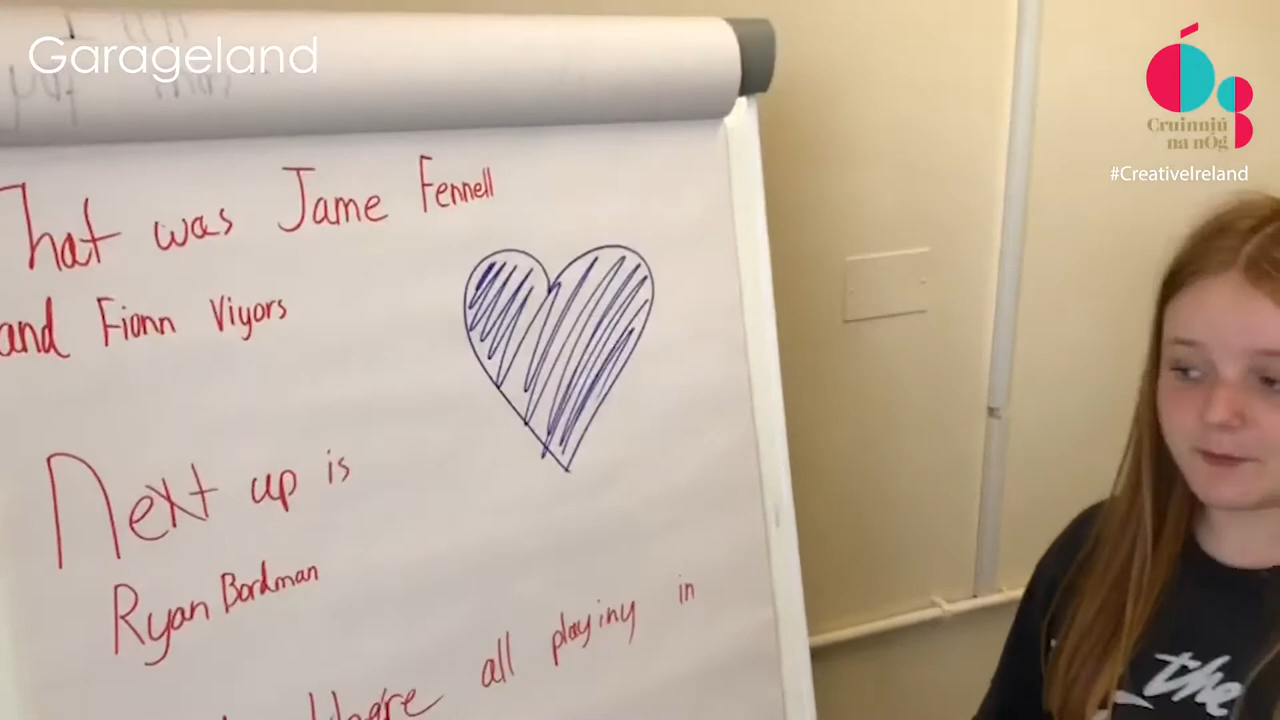 Garageland
Cruinniú
na nÓg
#CreativeIreland
That was Jame Fennell
and Fionn Viyors
Next up is
Ryan Bordman
all playing in
the